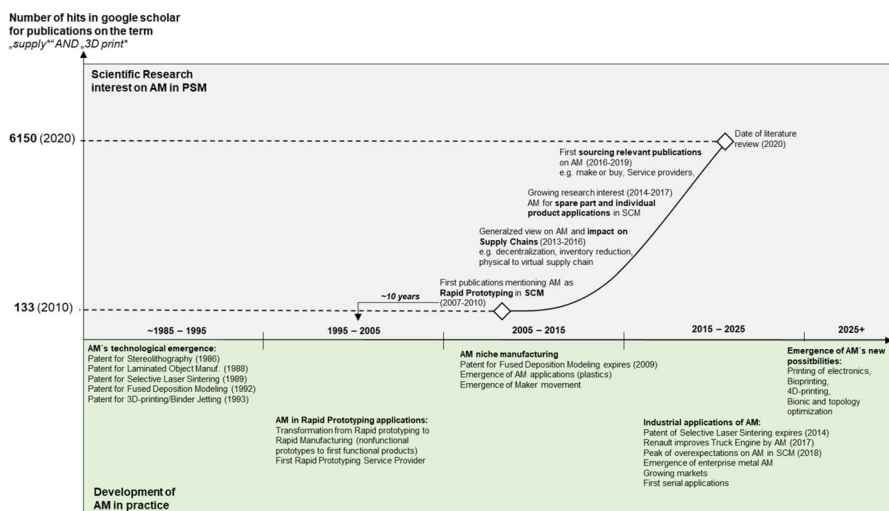 Number of hits in google scholar
for publications on the term
„supply*“ AND „3D print*
Scientific Research
interest on AM in PSM
6150 (2020)
Date of literature
review (2020)
First sourcing relevant publications
on AM (2016-2019)
e.g. make or buy, Service providers,
Growing research interest (2014-2017)
AM for spare part and individual
product applications in SCM
Generalzed view on AM and impact on
Supply Chains (2013-2016)
e.g. decentralization, inventory reduction,
physical to virtual supply chain
First publications mentioning AM as
Rapid Prototyping in SCM
(2007-2010)
~10 years
133 (2010)
~1985 – 1995
1995 – 2005
2005 – 2015
2015 – 2025
2025+
AM´s technological emergence:
Patent for Stereolithography (1986)
Patent for Laminated Object Manuf. (1988)
Patent for Selective Laser Sintering (1989)
Patent for Fused Deposition Modeling (1992)
Patent for 3D-printing/Binder Jetting (1993)
AM in Rapid Prototyping applications:
Transformation from Rapid prototyping to
Rapid Manufacturing (nonfunctional
prototypes to first functional products)
First Rapid Prototyping Service Provider
AM niche manufacturing
Patent for Fused Deposition Modeling expires (2009)
Emergence of AM applications (plastics)
Emergence of Maker movement
Industrial applications of AM:
Patent of Selective Laser Sintering expires (2014)
Renault improves Truck Engine by AM (2017)
Peak of overexpectations on AM in SCM (2018)
Emergence of enterprise metal AM
Growing markets
First serial applications
Emergence of AM´s new
possitbilities:
Printing of electronics,
Bioprinting,
4D-printing,
Bionic and topology
optimization
Development of
AM in practice